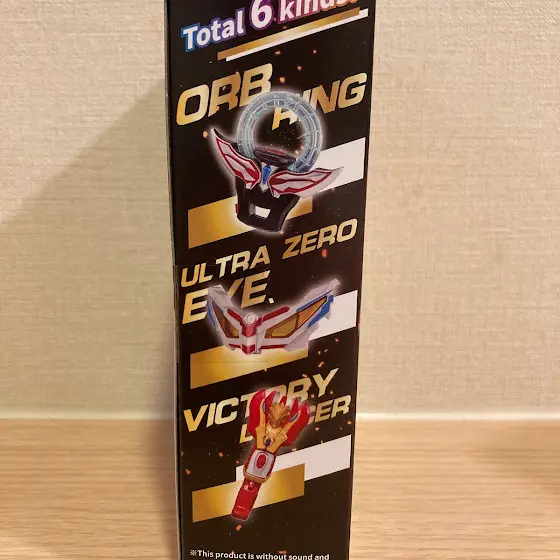 Total 6 kinds.
ORB RING
ULTRA ZERO
EYE
VICTORY
LANCER
※This product is without sound and